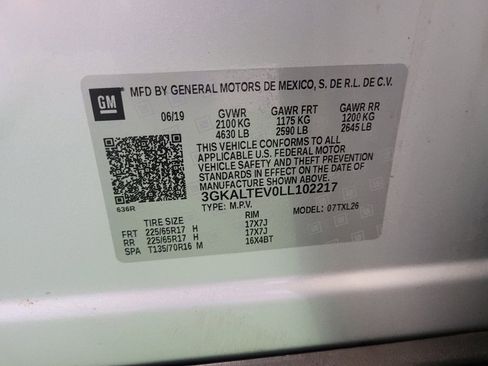 GM
MFD BY GENERAL MOTORS DE MEXICO, S. DE R.L. DE C.V.
06/19 GVWR GAWR FRT GAWR RR
2100 KG 1175 KG 1200 KG
4630 LB 2590 LB 2645 LB
THIS VEHICLE CONFORMS TO ALL
APPLICABLE U.S. FEDERAL MOTOR
VEHICLE SAFETY AND THEFT PREVENTION
STANDARDS IN EFFECT ON THE DATE OF
MANUFACTURE SHOWN ABOVE.
3GKALTEV0LL102217
636R TYPE: M.P.V. MODEL: 07TXL26
TIRE SIZE RIM
FRT 225/65R17 H 17X7J
RR 225/65R17 H 17X7J
SPA T135/70R16 M 16X4BT